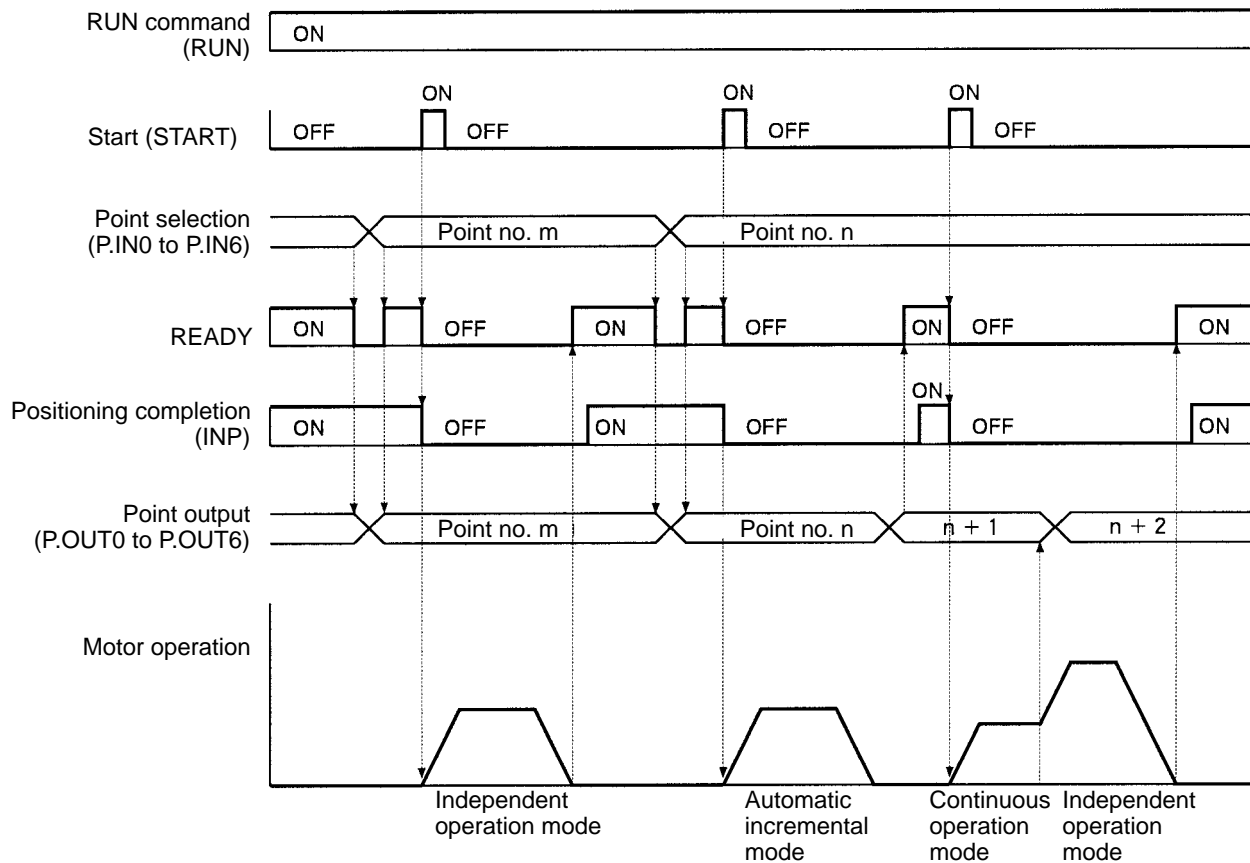 RUN command
(RUN)
ON
ON ON ON
Start (START) OFF OFF OFF OFF
Point selection
(P.IN0 to P.IN6)
Point no. m Point no. n
READY ON OFF ON OFF ON OFF ON
Positioning completion
(INP)
ON
ON OFF ON OFF OFF ON
Point output
(P.OUT0 to P.OUT6)
Point no. m Point no. n n + 1 n + 2
Motor operation
Independent
operation mode
Automatic
incremental
mode
Continuous
operation
mode
Independent
operation
mode